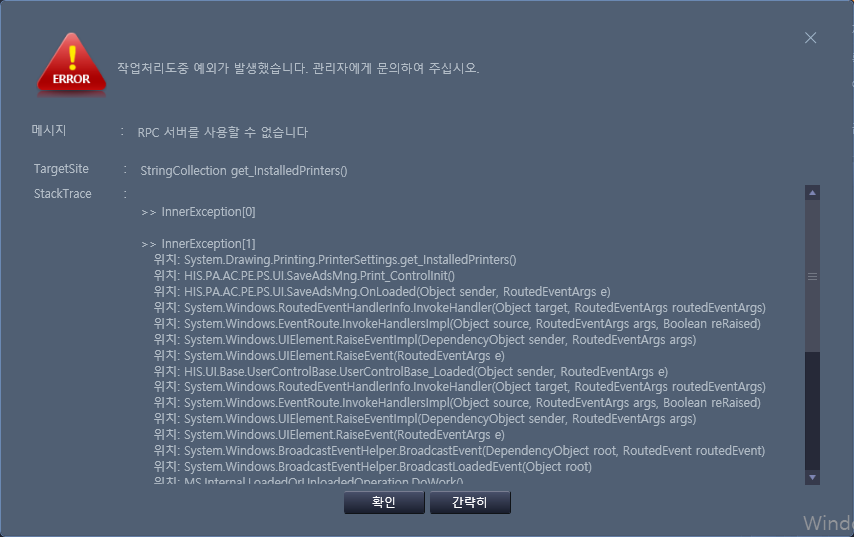 ERROR
작업처리도중 예외가 발생했습니다. 관리자에게 문의하여 주십시오.
메시지 : RPC 서버를 사용할 수 없습니다
TargetSite : StringCollection get_InstalledPrinters()
StackTrace :
>> InnerException[0]
>> InnerException[1]
위치: System.Drawing.Printing.PrinterSettings.get_InstalledPrinters()
위치: HIS.PA.AC.PE.PS.UI.SaveAdsMng.Print_ControlInit()
위치: HIS.PA.AC.PE.PS.UI.SaveAdsMng.OnLoaded(Object sender, RoutedEventArgs e)
위치: System.Windows.RoutedEventHandlerInfo.InvokeHandler(Object target, RoutedEventArgs routedEventArgs)
위치: System.Windows.EventRoute.InvokeHandlersImpl(Object source, RoutedEventArgs args, Boolean reRaised)
위치: System.Windows.UIElement.RaiseEventImpl(DependencyObject sender, RoutedEventArgs args)
위치: System.Windows.UIElement.RaiseEvent(RoutedEventArgs e)
위치: HIS.UI.Base.UserControlBase.UserControlBase_Loaded(Object sender, RoutedEventArgs e)
위치: System.Windows.RoutedEventHandlerInfo.InvokeHandler(Object target, RoutedEventArgs routedEventArgs)
위치: System.Windows.EventRoute.InvokeHandlersImpl(Object source, RoutedEventArgs args, Boolean reRaised)
위치: System.Windows.UIElement.RaiseEventImpl(DependencyObject sender, RoutedEventArgs args)
위치: System.Windows.UIElement.RaiseEvent(RoutedEventArgs e)
위치: System.Windows.BroadcastEventHelper.BroadcastEvent(DependencyObject root, RoutedEvent routedEvent)
위치: System.Windows.BroadcastEventHelper.BroadcastLoadedEvent(Object root)
위치: MS.Internal.LoadedOrUnloadedOperation.DoWork()
확인 간략히